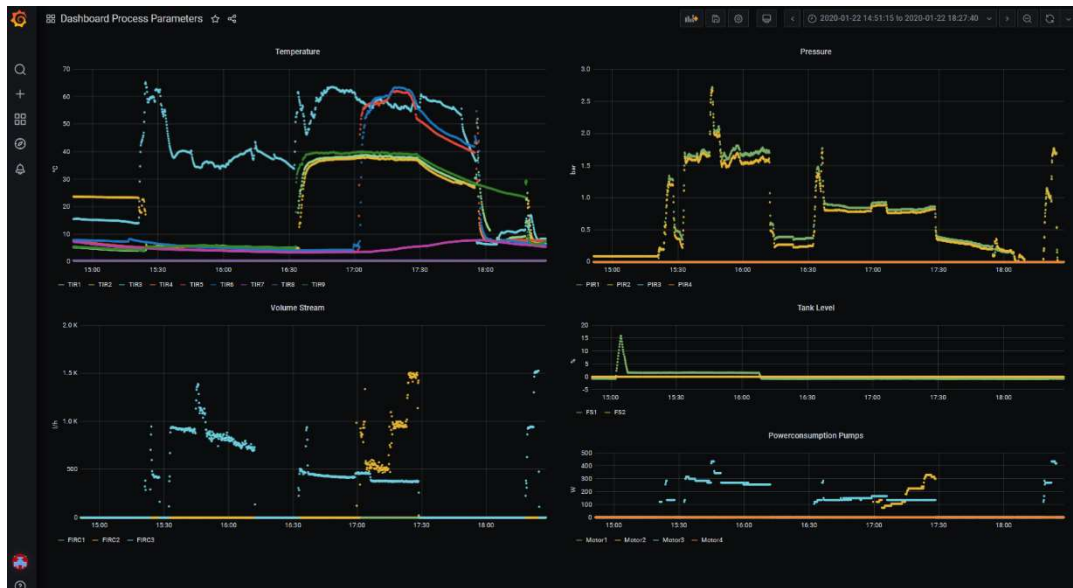 Dashboard Process Parameters
2020-01-22 14:51:15 to 2020-01-22 18:27:40
Temperature
70
60
50
40
30
20
10
0
°C
15:00 15:30 16:00 16:30 17:00 17:30 18:00
TIR1 TIR2 TIR3 TIR4 TIR5 TIR6 TIR7 TIR8 TIR9
Pressure
3.0
2.5
2.0
1.5
1.0
0.5
0
bar
15:00 15:30 16:00 16:30 17:00 17:30 18:00
PIR1 PIR2 PIR3 PIR4
Volume Stream
2.0 K
1.5 K
1.0 K
500
0
l/h
15:00 15:30 16:00 16:30 17:00 17:30 18:00
FIRC1 FIRC2 FIRC3
Tank Level
20
15
10
5
0
-5
%
15:00 15:30 16:00 16:30 17:00 17:30 18:00
FS1 FS2
Powerconsumption Pumps
500
400
300
200
100
0
W
15:00 15:30 16:00 16:30 17:00 17:30 18:00
Motor1 Motor2 Motor3 Motor4